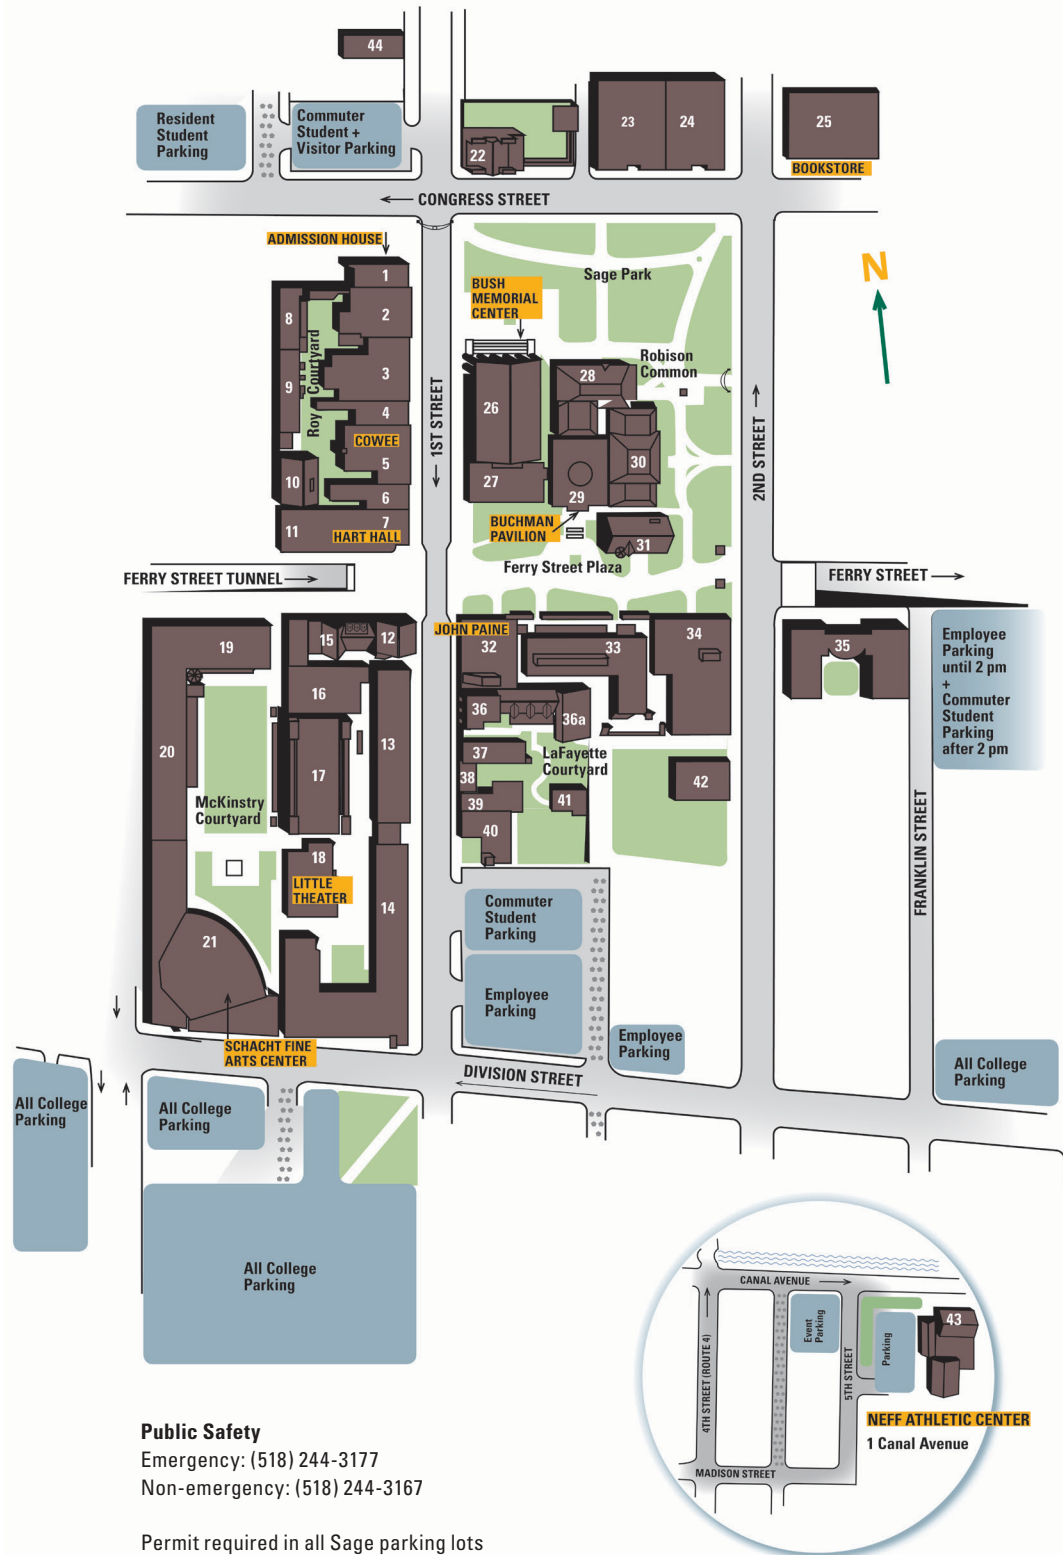 44
Resident
Student
Parking
Commuter
Student +
Visitor Parking
22
23
24
25
BOOKSTORE
CONGRESS STREET
ADMISSION HOUSE
N
Sage Park
BUSH
MEMORIAL
CENTER
1
2
8
Roy Courtyard
3
9
Robison
Common
28
26
4
COWEE
5
1ST STREET
2ND STREET
30
10
27
29
6
7
11
HART HALL
BUCHMAN
PAVILION
31
Ferry Street Plaza
FERRY STREET TUNNEL
FERRY STREET
JOHN PAINE
19
15
12
32
33
34
35
Employee
Parking
until 2 pm
+
Commuter
Student
Parking
after 2 pm
16
36
36a
13
20
17
37
LaFayette
Courtyard
38
39
41
42
McKinstry
Courtyard
40
18
LITTLE
THEATER
14
FRANKLIN STREET
Commuter
Student
Parking
21
Employee
Parking
Employee
Parking
SCHACHT FINE
ARTS CENTER
DIVISION STREET
All College
Parking
All College
Parking
All College
Parking
All College
Parking
CANAL AVENUE
Event
Parking
Parking
43
4TH STREET (ROUTE 4)
5TH STREET
NEFF ATHLETIC CENTER
1 Canal Avenue
MADISON STREET
Public Safety
Emergency: (518) 244-3177
Non-emergency: (518) 244-3167
Permit required in all Sage parking lots